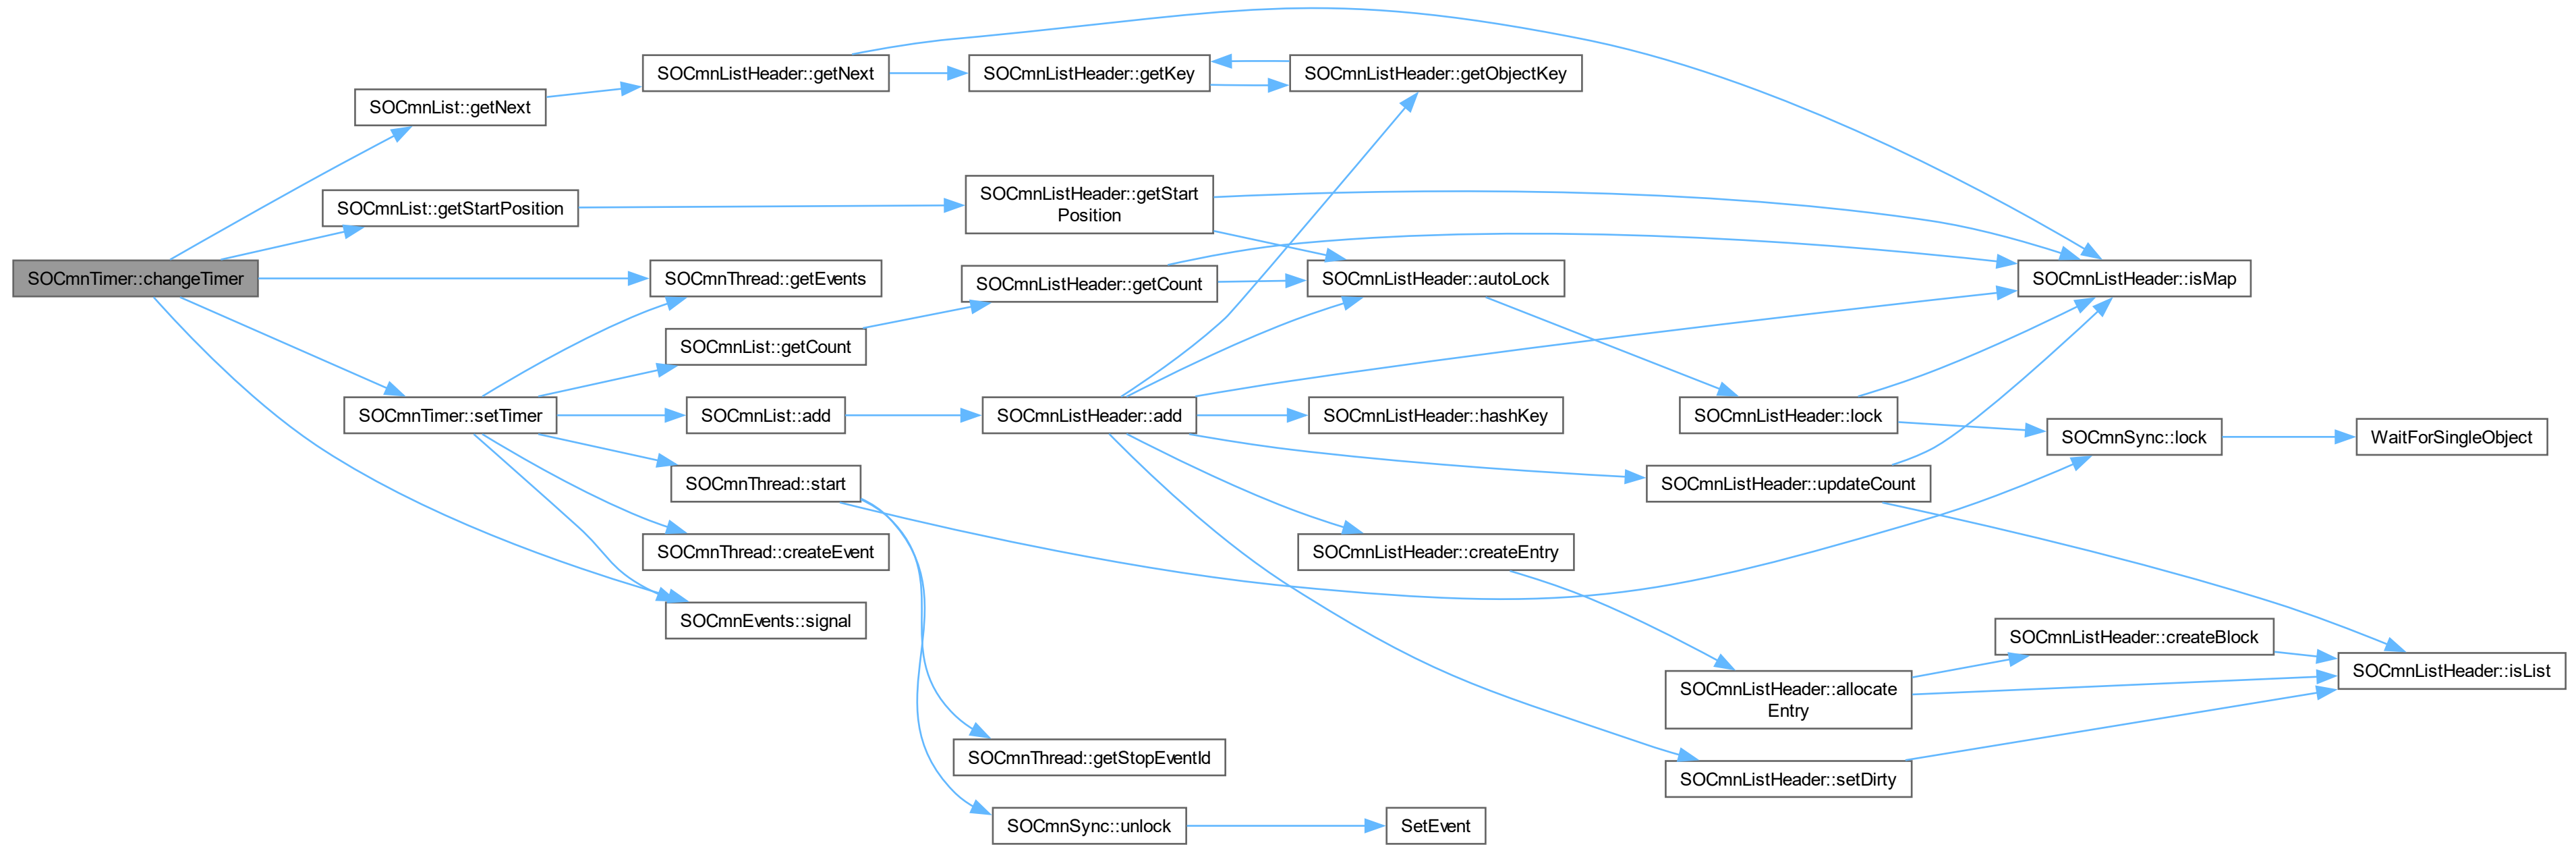 SOCmnTimer::changeTimer
SOCmnList::getNext
SOCmnListHeader::getNext
SOCmnListHeader::getKey
SOCmnListHeader::getObjectKey
SOCmnList::getStartPosition
SOCmnListHeader::getStart
Position
SOCmnThread::getEvents
SOCmnListHeader::getCount
SOCmnListHeader::autoLock
SOCmnListHeader::isMap
SOCmnList::getCount
SOCmnTimer::setTimer
SOCmnList::add
SOCmnListHeader::add
SOCmnListHeader::hashKey
SOCmnListHeader::lock
SOCmnSync::lock
WaitForSingleObject
SOCmnThread::start
SOCmnListHeader::updateCount
SOCmnThread::createEvent
SOCmnListHeader::createEntry
SOCmnEvents::signal
SOCmnListHeader::createBlock
SOCmnListHeader::isList
SOCmnListHeader::allocate
Entry
SOCmnThread::getStopEventId
SOCmnListHeader::setDirty
SOCmnSync::unlock
SetEvent